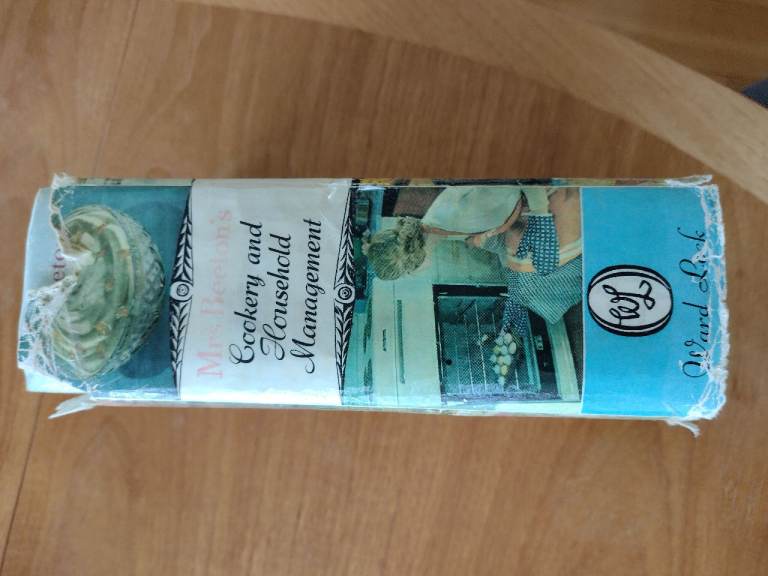 Mrs Beeton's
Cookery and
Household
Management
WL
Ward Lock